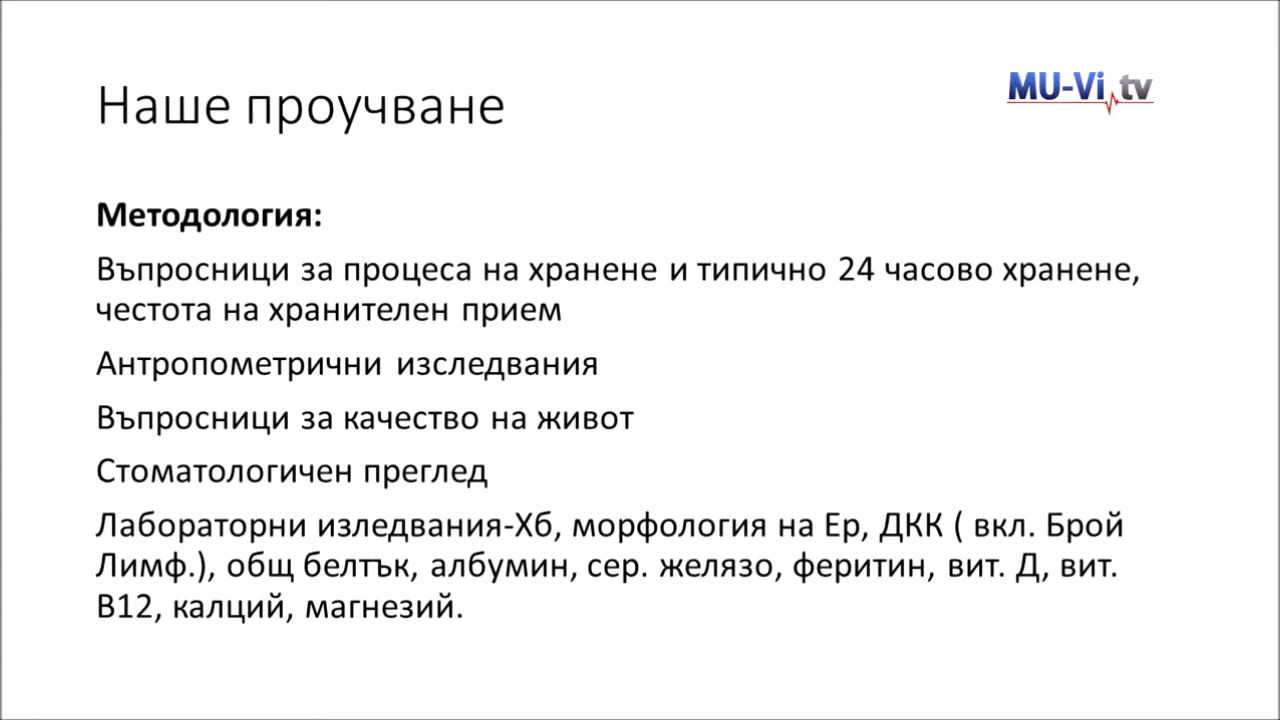 Наше проучване
MU-Vi.tv
Методология:
Въпросници за процеса на хранене и типично 24 часово хранене,
честота на хранителен прием
Антропометрични изследвания
Въпросници за качество на живот
Стоматологичен преглед
Лабораторни изледвания-Хб, морфология на Ер, ДКК ( вкл. Брой
Лимф.), общ белтък, албумин, сер. желязо, феритин, вит. Д, вит.
В12, калций, магнезий.